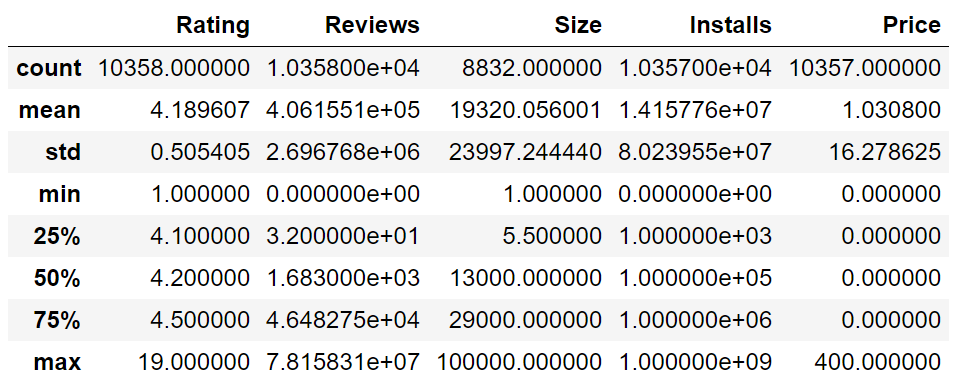 Rating Reviews Size Installs Price
count 10358.000000 1.035800e+04 8832.000000 1.035700e+04 10357.000000
mean 4.189607 4.061551e+05 19320.056001 1.415776e+07 1.030800
std 0.505405 2.696768e+06 23997.244440 8.023955e+07 16.278625
min 1.000000 0.000000e+00 1.000000 0.000000e+00 0.000000
25% 4.100000 3.200000e+01 5.500000 1.000000e+03 0.000000
50% 4.200000 1.683000e+03 13000.000000 1.000000e+05 0.000000
75% 4.500000 4.648275e+04 29000.000000 1.000000e+06 0.000000
max 19.000000 7.815831e+07 100000.000000 1.000000e+09 400.000000